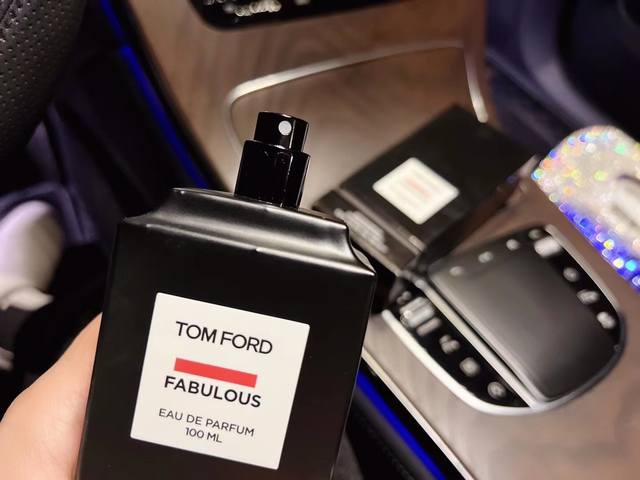 TOM FORD
FABULOUS
EAU DE PARFUM
100 ML